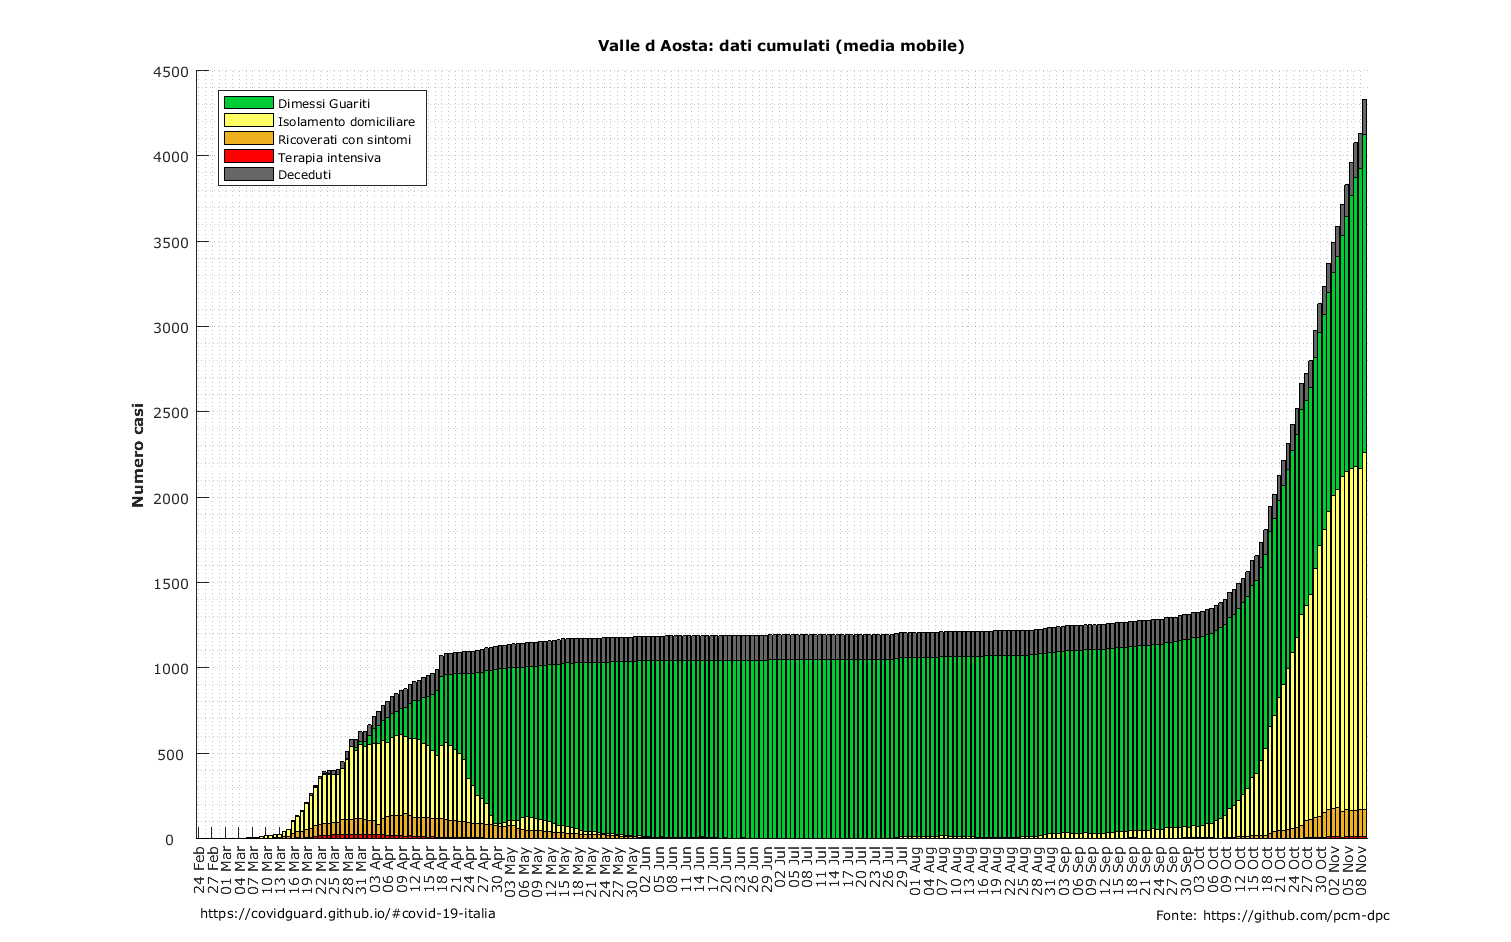 Valle d Aosta: dati cumulati (media mobile)
4500
4000
3500
3000
2500
2000
1500
1000
500
0
Numero casi
Dimessi Guariti
Isolamento domiciliare
Ricoverati con sintomi
Terapia intensiva
Deceduti
24 Feb
27 Feb
01 Mar
04 Mar
07 Mar
10 Mar
13 Mar
16 Mar
19 Mar
22 Mar
25 Mar
28 Mar
31 Mar
03 Apr
06 Apr
09 Apr
12 Apr
15 Apr
18 Apr
21 Apr
24 Apr
27 Apr
30 Apr
03 May
06 May
09 May
12 May
15 May
18 May
21 May
24 May
27 May
30 May
02 Jun
05 Jun
08 Jun
11 Jun
14 Jun
17 Jun
20 Jun
23 Jun
26 Jun
29 Jun
02 Jul
05 Jul
08 Jul
11 Jul
14 Jul
17 Jul
20 Jul
23 Jul
26 Jul
29 Jul
01 Aug
04 Aug
07 Aug
10 Aug
13 Aug
16 Aug
19 Aug
22 Aug
25 Aug
28 Aug
31 Aug
03 Sep
06 Sep
09 Sep
12 Sep
15 Sep
18 Sep
21 Sep
24 Sep
27 Sep
30 Sep
03 Oct
06 Oct
09 Oct
12 Oct
15 Oct
18 Oct
21 Oct
24 Oct
27 Oct
30 Oct
02 Nov
05 Nov
08 Nov
https://covidguard.github.io/#covid-19-italia
Fonte: https://github.com/pcm-dpc